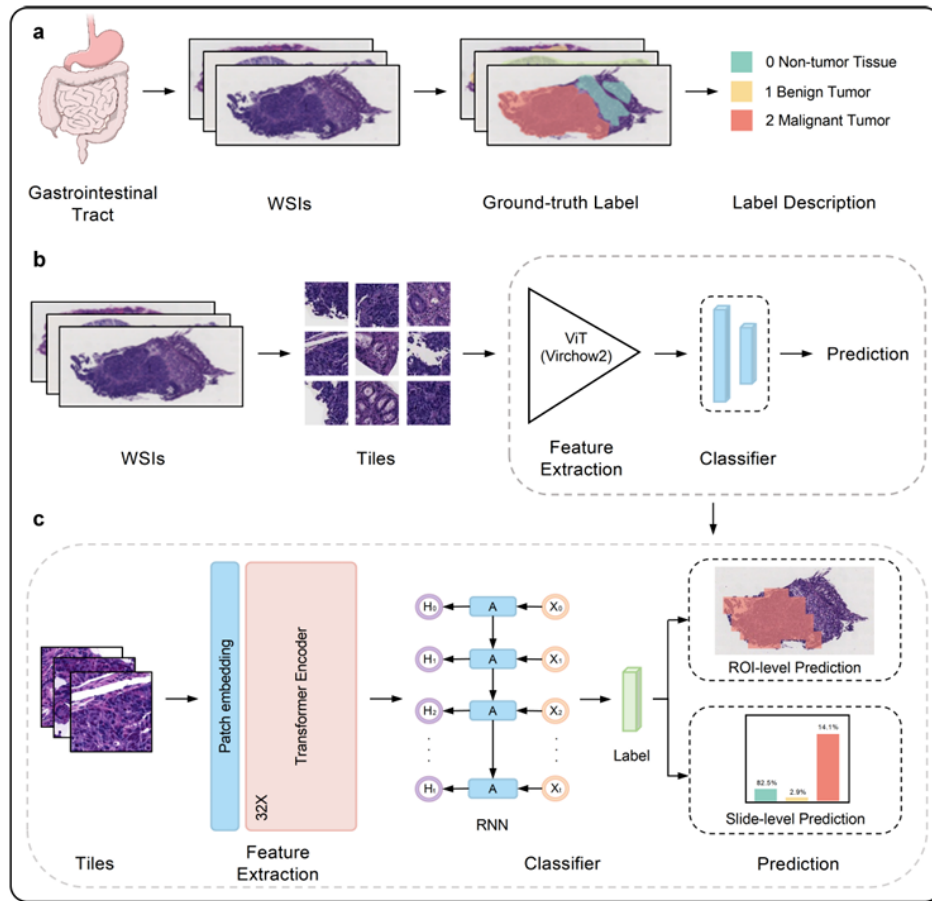 a
0 Non-tumor Tissue
1 Benign Tumor
2 Malignant Tumor
Gastrointestinal
Tract
WSIs
Ground-truth Label
Label Description
b
ViT
(Virchow2)
Prediction
WSIs
Tiles
Feature
Extraction
Classifier
c
Patch embedding
Transformer Encoder
32X
H₀ A X₀
H₁ A X₁
H₂ A X₂
A
RNN
Label
ROI-level Prediction
82.5%
2.9%
14.1%
Slide-level Prediction
Tiles
Feature
Extraction
Classifier
Prediction